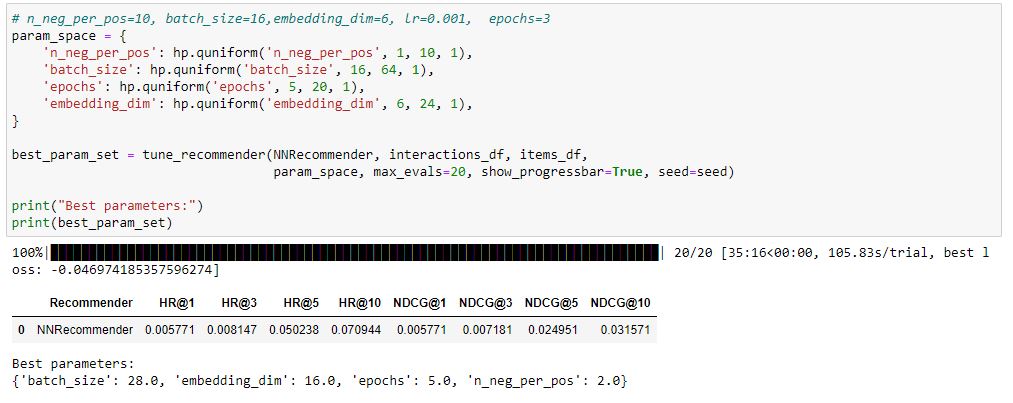 # n_neg_per_pos=10, batch_size=16,embedding_dim=6, lr=0.001,  epochs=3
param_space = {
    'n_neg_per_pos': hp.quniform('n_neg_per_pos', 1, 10, 1),
    'batch_size': hp.quniform('batch_size', 16, 64, 1),
    'epochs': hp.quniform('epochs', 5, 20, 1),
    'embedding_dim': hp.quniform('embedding_dim', 6, 24, 1),
}
best_param_set = tune_recommender(NNRecommender, interactions_df, items_df,
                                  param_space, max_evals=20, show_progressbar=True, seed=seed)
print("Best parameters:")
print(best_param_set)
100%|| 20/20 [35:16<00:00, 105.83s/trial, best l
oss: -0.046974185357596274]
Recommender HR@1 HR@3 HR@5 HR@10 NDCG@1 NDCG@3 NDCG@5 NDCG@10
0 NNRecommender 0.005771 0.008147 0.050238 0.070944 0.005771 0.007181 0.024951 0.031571
Best parameters:
{'batch_size': 28.0, 'embedding_dim': 16.0, 'epochs': 5.0, 'n_neg_per_pos': 2.0}